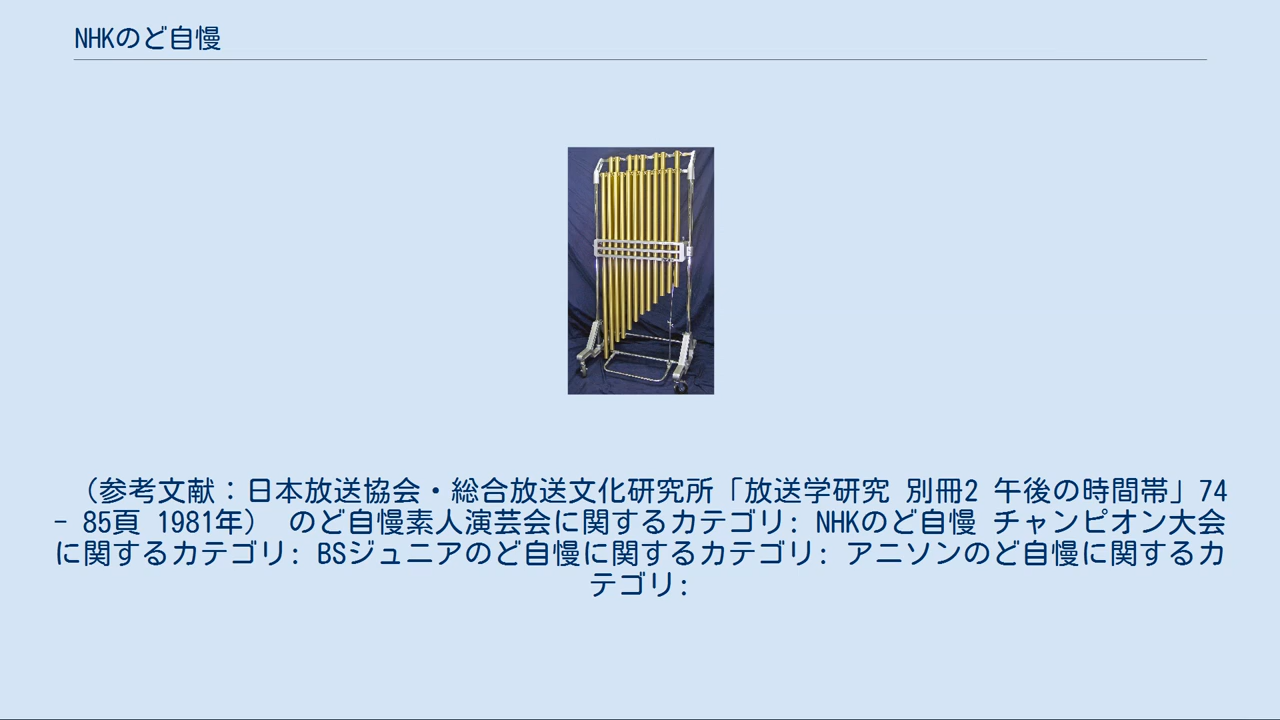 NHKのど自慢
（参考文献：日本放送協会・総合放送文化研究所「放送学研究 別冊2 午後の時間帯」74
- 85頁 1981年） のど自慢素人演芸会に関するカテゴリ: NHKのど自慢 チャンピオン大会
に関するカテゴリ: BSジュニアのど自慢に関するカテゴリ: アニソンのど自慢に関するカ
テゴリ: